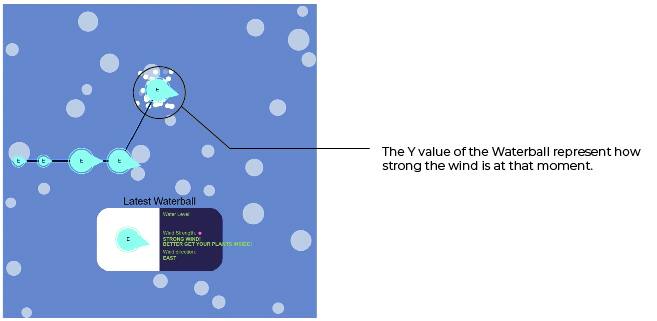 E
The Y value of the Waterball represent how
strong the wind is at that moment.
E E E E
Latest Waterball
Water Level
E
Wind Strength:
STRONG WIND!
BETTER GET YOUR PLANTS INSIDE!
Wind direction:
EAST